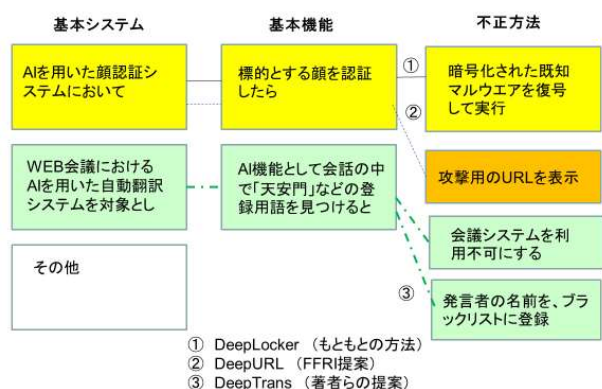 基本システム
基本機能
不正方法
AIを用いた顔認証シ
ステムにおいて
標的とする顔を認証
したら
①
②
暗号化された既知
マルウエアを復号
して実行
WEB会議における
AIを用いた自動翻訳
システムを対象とし
AI機能として会話の中
で「天安門」などの登
録用語を見つけると
攻撃用のURLを表示
会議システムを利
用不可にする
その他
③
発言者の名前を、ブラ
ックリストに登録
① DeepLocker （もともとの方法）
② DeepURL （FFRI提案）
③ DeepTrans （著者らの提案）